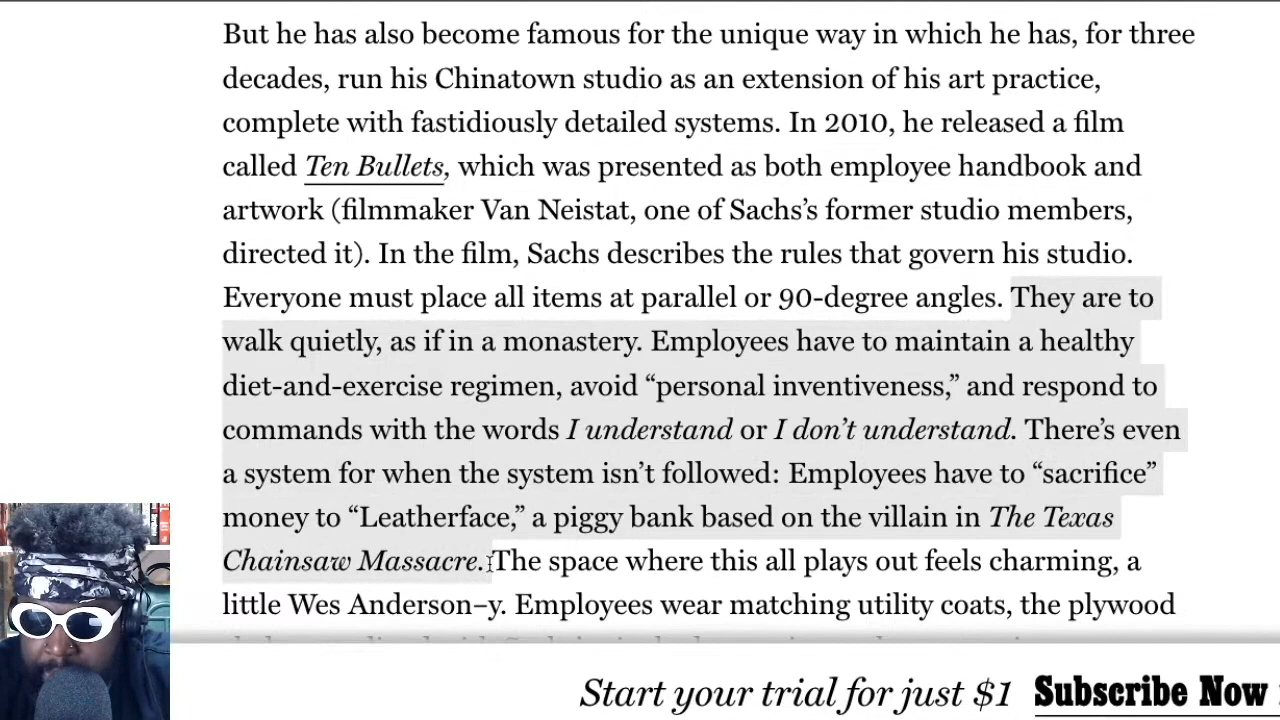 But he has also become famous for the unique way in which he has, for three
decades, run his Chinatown studio as an extension of his art practice,
complete with fastidiously detailed systems. In 2010, he released a film
called Ten Bullets, which was presented as both employee handbook and
artwork (filmmaker Van Neistat, one of Sachs’s former studio members,
directed it). In the film, Sachs describes the rules that govern his studio.
Everyone must place all items at parallel or 90-degree angles. They are to
walk quietly, as if in a monastery. Employees have to maintain a healthy
diet-and-exercise regimen, avoid “personal inventiveness,” and respond to
commands with the words I understand or I don’t understand. There’s even
a system for when the system isn’t followed: Employees have to “sacrifice”
money to “Leatherface,” a piggy bank based on the villain in The Texas
Chainsaw Massacre. The space where this all plays out feels charming, a
little Wes Anderson–y. Employees wear matching utility coats, the plywood
Start your trial for just $1 Subscribe Now